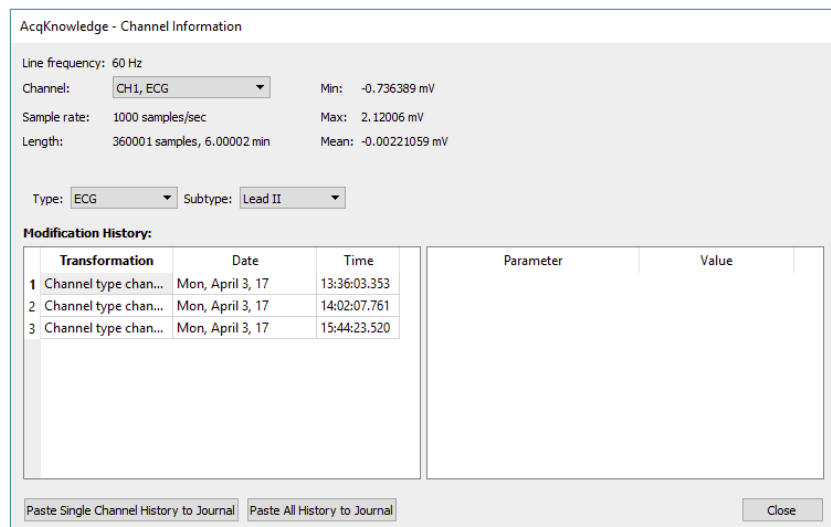 AcqKnowledge - Channel Information
Line frequency: 60 Hz
Channel: CH1, ECG Min: -0.736389 mV
Sample rate: 1000 samples/sec Max: 2.12006 mV
Length: 360001 samples, 6.00002 min Mean: -0.00221059 mV
Type: ECG Subtype: Lead II
Modification History:
Transformation Date Time Parameter Value
1 Channel type chan... Mon, April 3, 17 13:36:03.353
2 Channel type chan... Mon, April 3, 17 14:02:07.761
3 Channel type chan... Mon, April 3, 17 15:44:23.520
Paste Single Channel History to Journal Paste All History to Journal Close